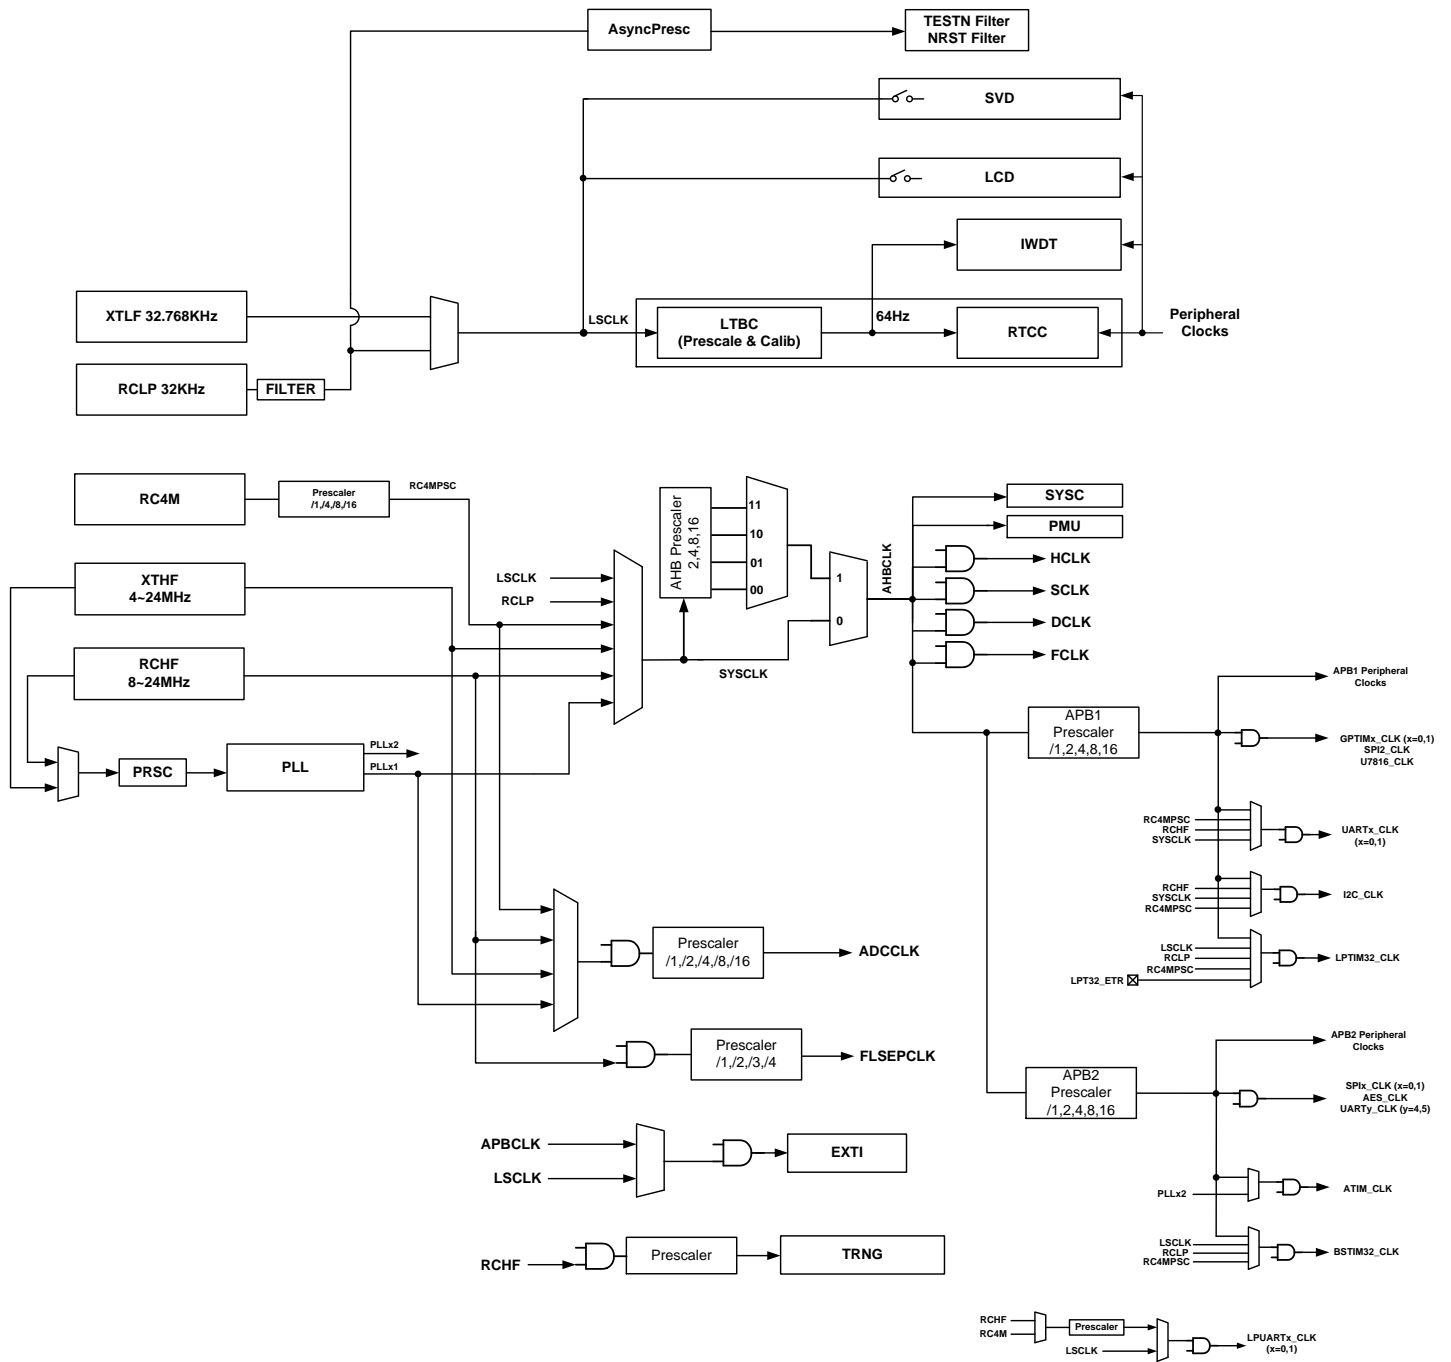 AsyncPresc
TESTN Filter
NRST Filter
SVD
LCD
IWDT
XTLF 32.768KHz
LSCLK
LTBC
(Prescale & Calib)
64Hz
RTCC
Peripheral
Clocks
RCLP 32KHz
FILTER
RC4M
Prescaler
/1,/4,/8,/16
RC4MPSC
AHB Prescaler
2,4,8,16
11
10
01
00
SYSC
PMU
XTHF
4~24MHz
LSCLK
RCLP
1
0
AHBCLK
HCLK
SCLK
DCLK
FCLK
RCHF
8~24MHz
SYSCLK
APB1 Peripheral
Clocks
APB1
Prescaler
/1,2,4,8,16
GPTIMx_CLK (x=0,1)
SPI2_CLK
U7816_CLK
PRSC
PLL
PLLx2
PLLx1
RC4MPSC
RCHF
SYSCLK
UARTx_CLK
(x=0,1)
RCHF
SYSCLK
RC4MPSC
I2C_CLK
LSCLK
RCLP
RC4MPSC
LPT32_ETR
LPTIM32_CLK
Prescaler
/1,/2,/4,/8,/16
ADCCLK
Prescaler
/1,/2,/3,/4
FLSEPCLK
APB2 Peripheral
Clocks
APB2
Prescaler
/1,2,4,8,16
SPIx_CLK (x=0,1)
AES_CLK
UARTy_CLK (y=4,5)
APBCLK
LSCLK
EXTI
PLLx2
ATIM_CLK
RCHF
Prescaler
TRNG
LSCLK
RCLP
RC4MPSC
BSTIM32_CLK
RCHF
RC4M
Prescaler
LSCLK
LPUARTx_CLK
(x=0,1)